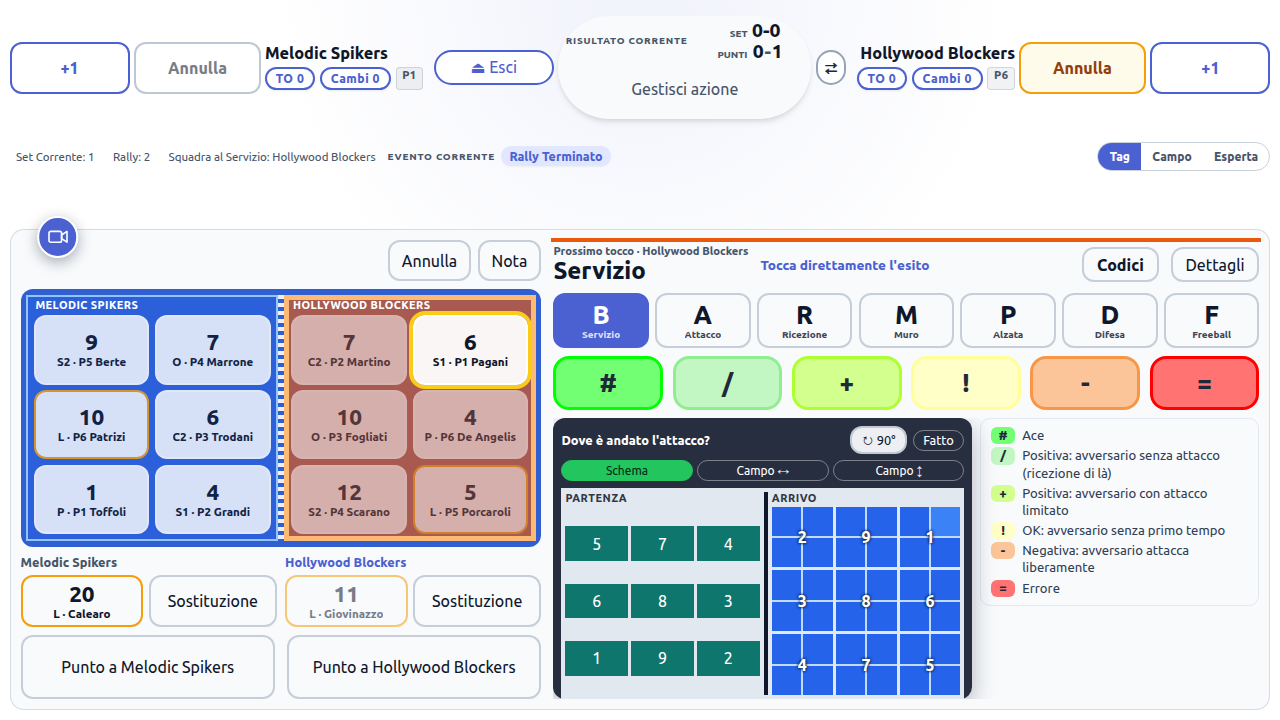 +1
Annulla
Melodic Spikers
TO 0
Cambi 0
P1
⏏ Esci
RISULTATO CORRENTE
SET 0-0
PUNTI 0-1
Gestisci azione
⇄
Hollywood Blockers
TO 0
Cambi 0
P6
Annulla
+1
Set Corrente: 1
Rally: 2
Squadra al Servizio: Hollywood Blockers
EVENTO CORRENTE
Rally Terminato
Tag
Campo
Esperta
Annulla
Nota
MELODIC SPIKERS
9
S2 · P5 Berte
7
O · P4 Marrone
10
L · P6 Patrizi
6
C2 · P3 Trodani
1
P · P1 Toffoli
4
S1 · P2 Grandi
HOLLYWOOD BLOCKERS
7
C2 · P2 Martino
6
S1 · P1 Pagani
10
O · P3 Fogliati
4
P · P6 De Angelis
12
S2 · P4 Scarano
5
L · P5 Porcaroli
Melodic Spikers
20
L · Calearo
Sostituzione
Hollywood Blockers
11
L · Giovinazzo
Sostituzione
Punto a Melodic Spikers
Punto a Hollywood Blockers
Prossimo tocco · Hollywood Blockers
Servizio
Tocca direttamente l'esito
Codici
Dettagli
B
Servizio
A
Attacco
R
Ricezione
M
Muro
P
Alzata
D
Difesa
F
Freeball
#
/
+
!
-
=
Dove è andato l'attacco?
↻ 90°
Fatto
Schema
Campo ↔
Campo ↕
PARTENZA
5 7 4
6 8 3
1 9 2
ARRIVO
2 9 1
3 8 6
4 7 5
# Ace
/ Positiva: avversario senza attacco
(ricezione di là)
+ Positiva: avversario con attacco
limitato
! OK: avversario senza primo tempo
- Negativa: avversario attacca
liberamente
= Errore